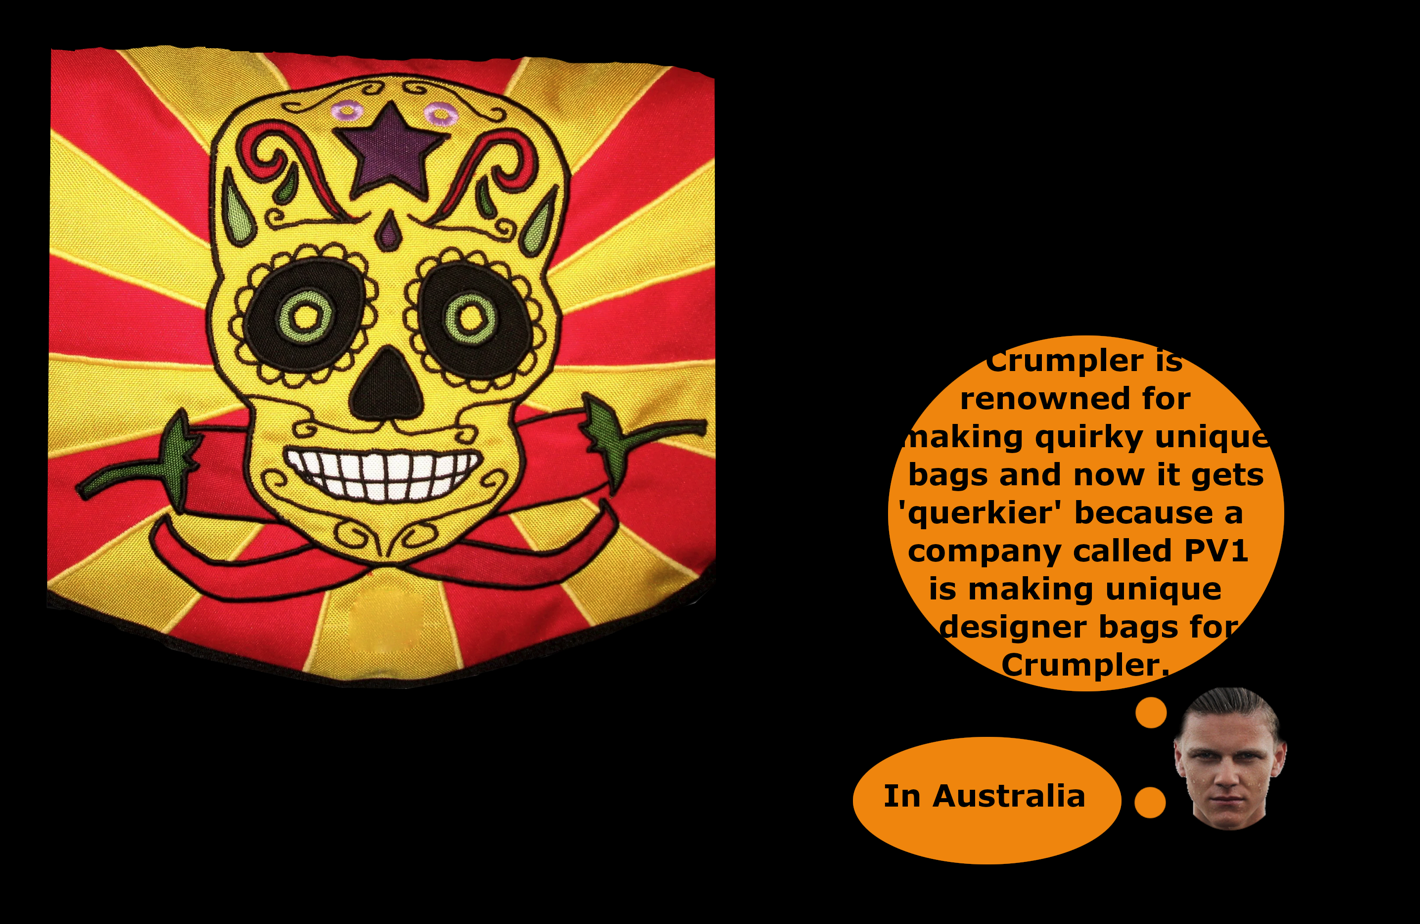 Crumpler is
renowned for
making quirky unique
bags and now it gets
'querkier' because a
company called PV1
is making unique
designer bags for
Crumpler.
In Australia